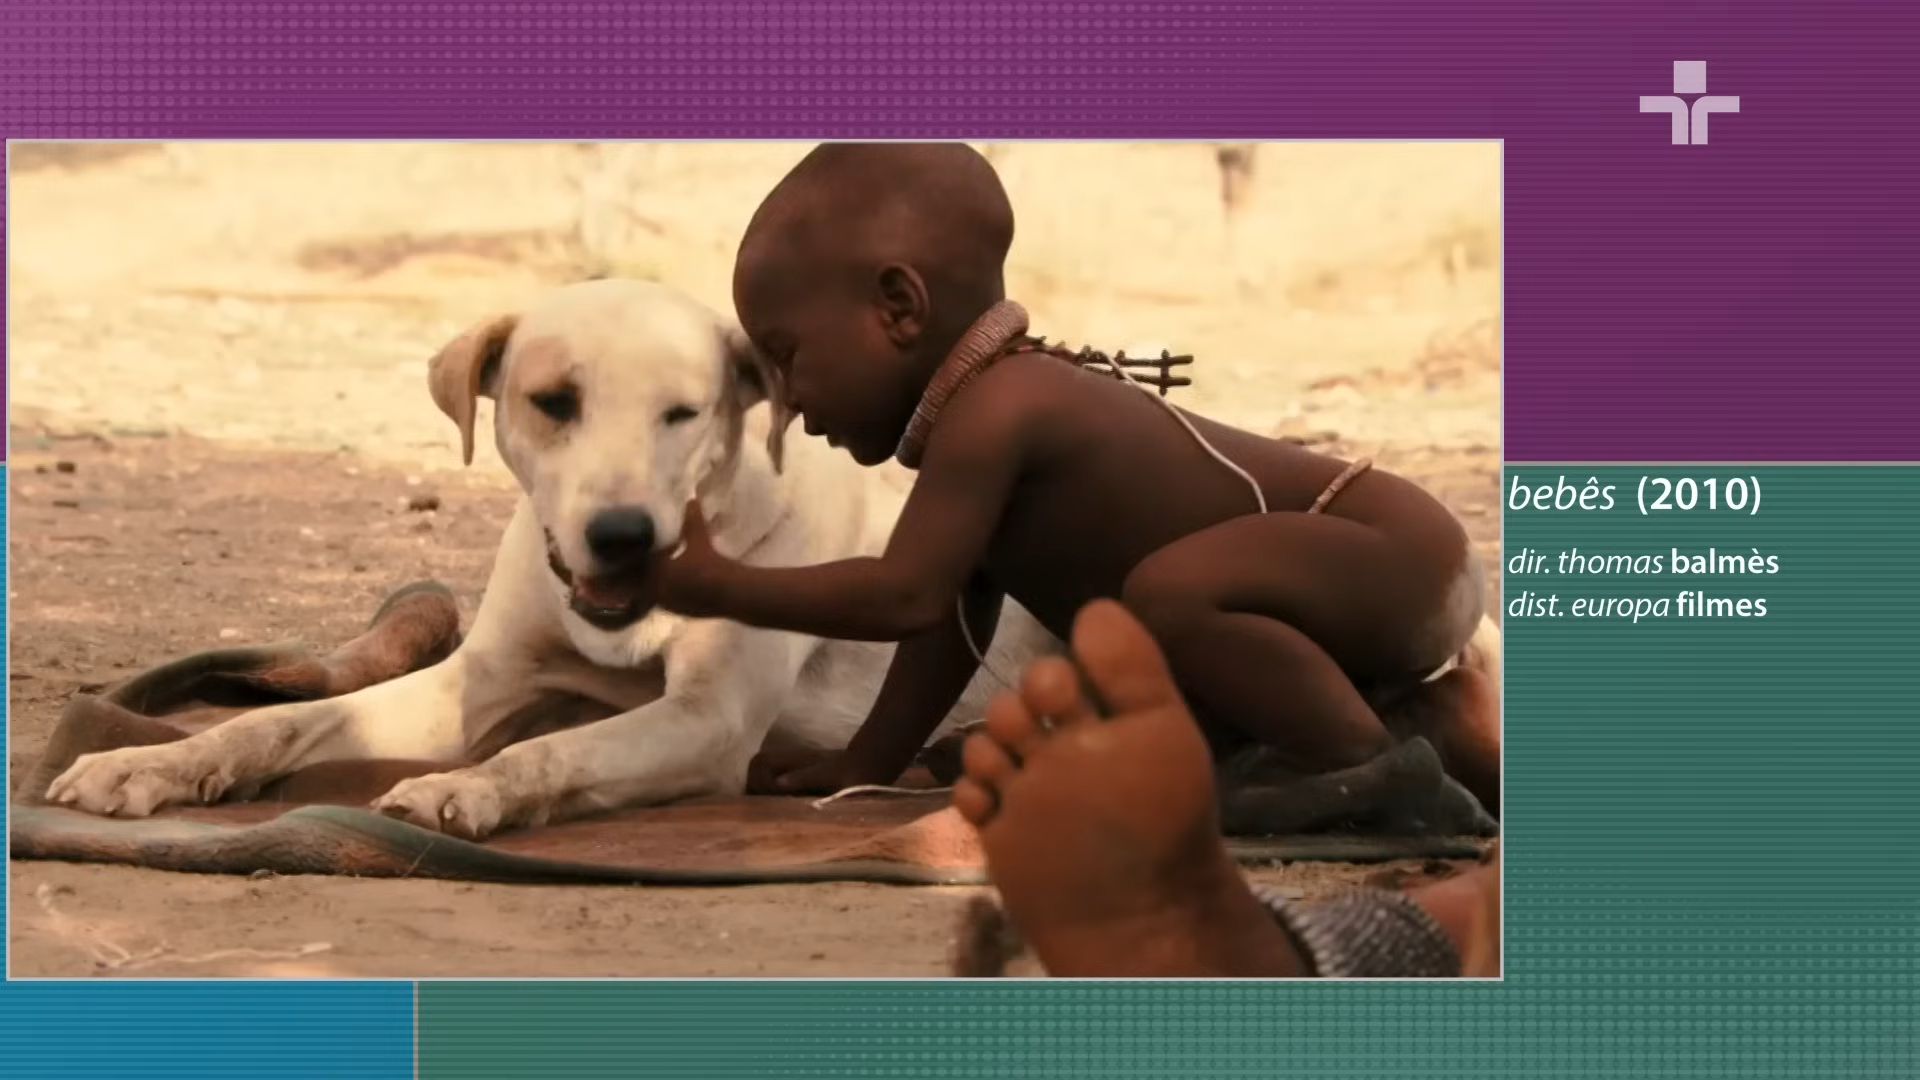 bebês (2010)
dir. thomas balmès
dist. europa filmes